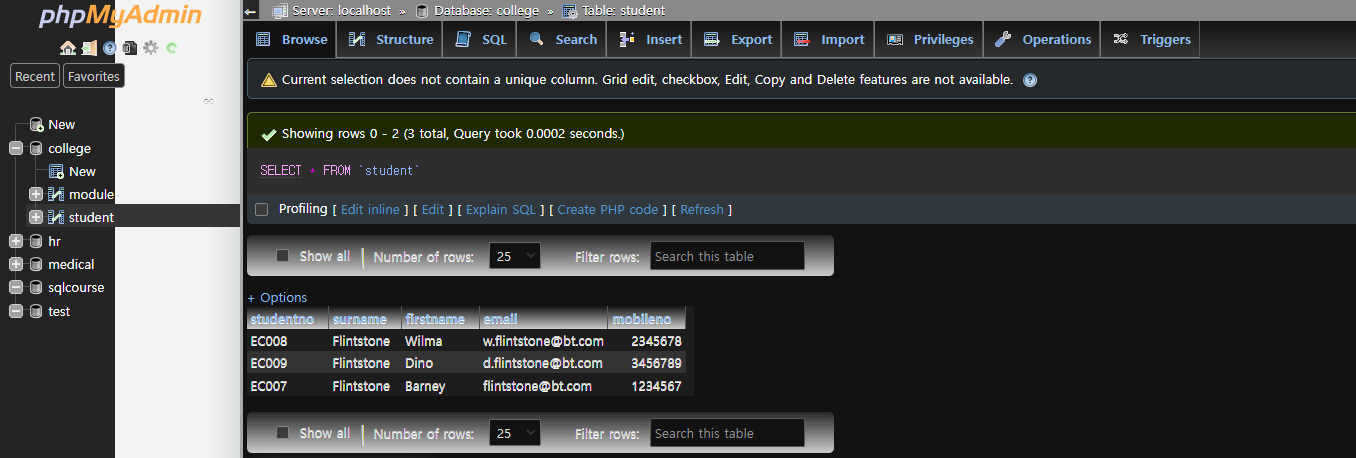 phpMyAdmin
Recent Favorites
New
college
New
module
student
hr
medical
sqlcourse
test
Server: localhost » Database: college » Table: student
Browse Structure SQL Search Insert Export Import Privileges Operations Triggers
Current selection does not contain a unique column. Grid edit, checkbox, Edit, Copy and Delete features are not available.
Showing rows 0 - 2 (3 total, Query took 0.0002 seconds.)
SELECT * FROM `student`
Profiling [ Edit inline ] [ Edit ] [ Explain SQL ] [ Create PHP code ] [ Refresh ]
Show all Number of rows: 25 Filter rows: Search this table
+ Options
studentno surname firstname email mobileno
EC008 Flintstone Wilma w.flintstone@bt.com 2345678
EC009 Flintstone Dino d.flintstone@bt.com 3456789
EC007 Flintstone Barney flintstone@bt.com 1234567
Show all Number of rows: 25 Filter rows: Search this table